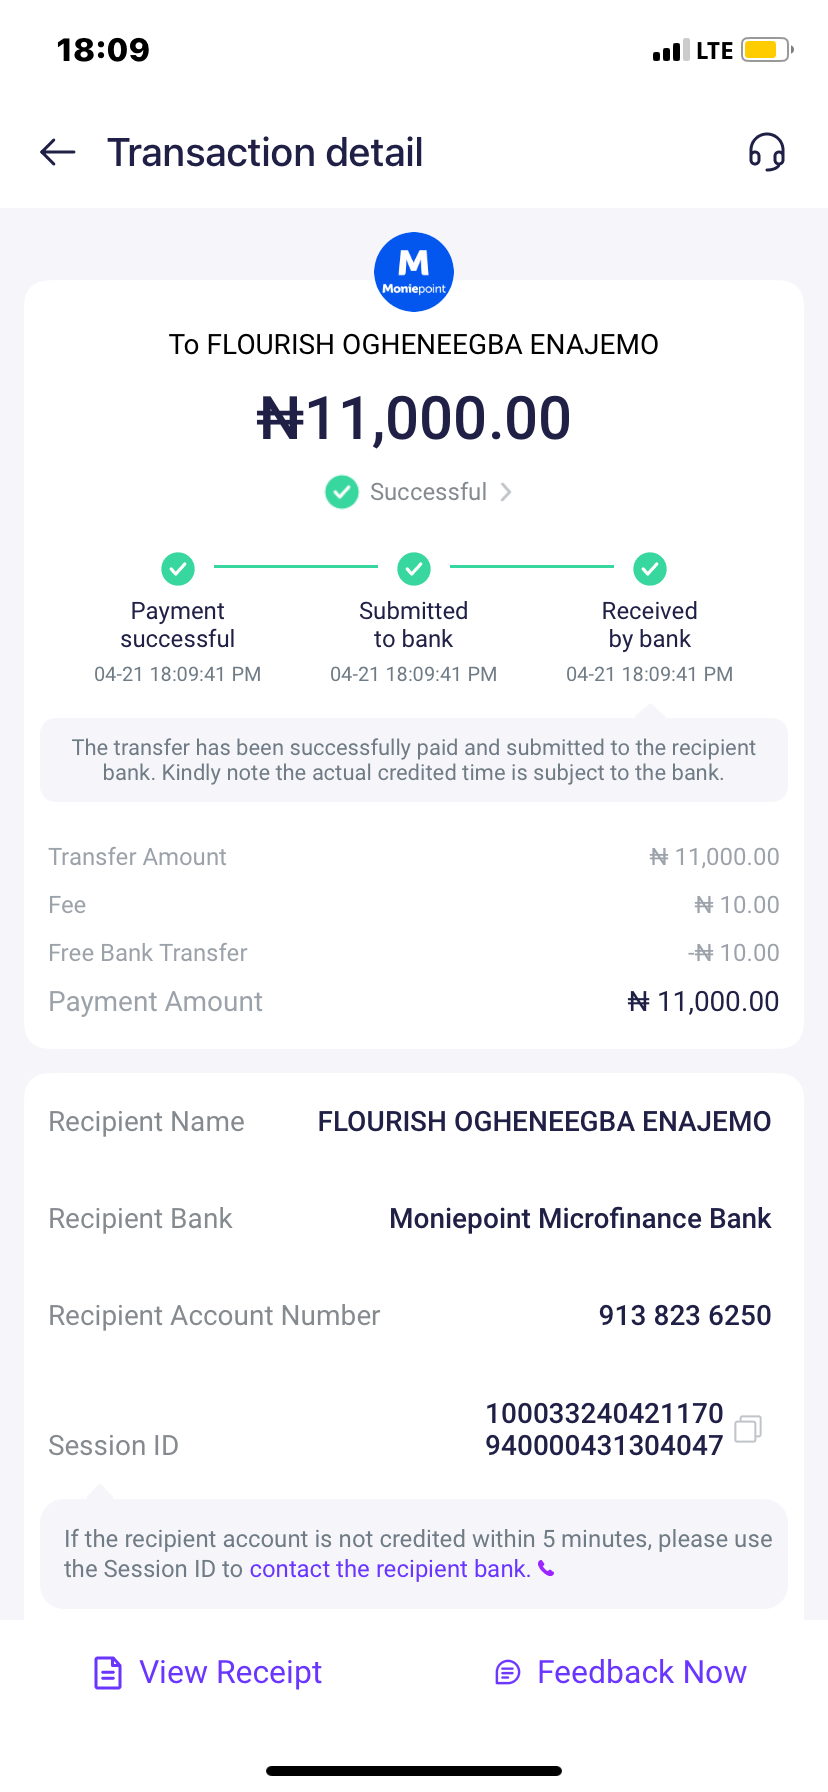 18:09
LTE
Transaction detail
M
Moniepoint
To FLOURISH OGHENEEGBA ENAJEMO
₦11,000.00
Successful
Payment
successful
04-21 18:09:41 PM
Submitted
to bank
04-21 18:09:41 PM
Received
by bank
04-21 18:09:41 PM
The transfer has been successfully paid and submitted to the recipient
bank. Kindly note the actual credited time is subject to the bank.
Transfer Amount ₦ 11,000.00
Fee ₦ 10.00
Free Bank Transfer -₦ 10.00
Payment Amount ₦ 11,000.00
Recipient Name FLOURISH OGHENEEGBA ENAJEMO
Recipient Bank Moniepoint Microfinance Bank
Recipient Account Number 913 823 6250
Session ID 100033240421170
940000431304047
If the recipient account is not credited within 5 minutes, please use
the Session ID to contact the recipient bank.
View Receipt
Feedback Now